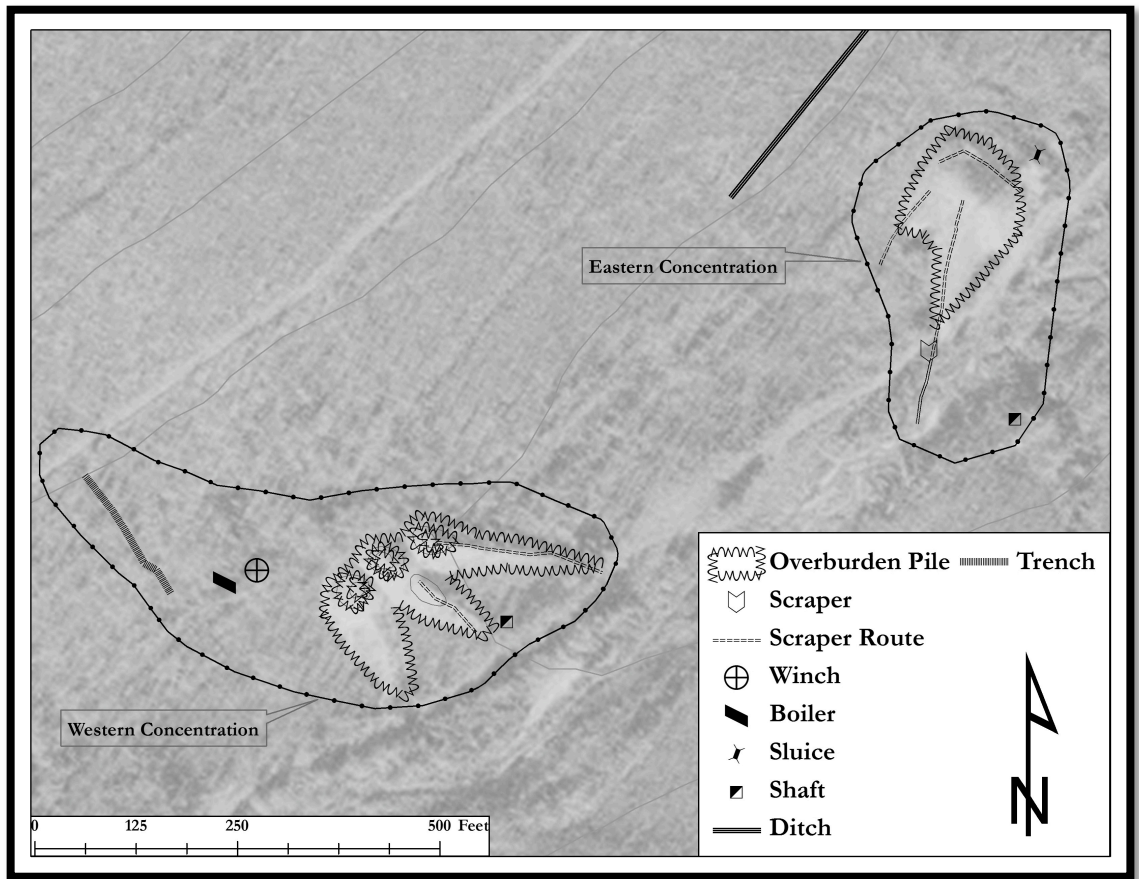 Eastern Concentration
Western Concentration
Overburden Pile
Trench
Scraper
Scraper Route
Winch
Boiler
Sluice
Shaft
Ditch
N
0 125 250 500 Feet